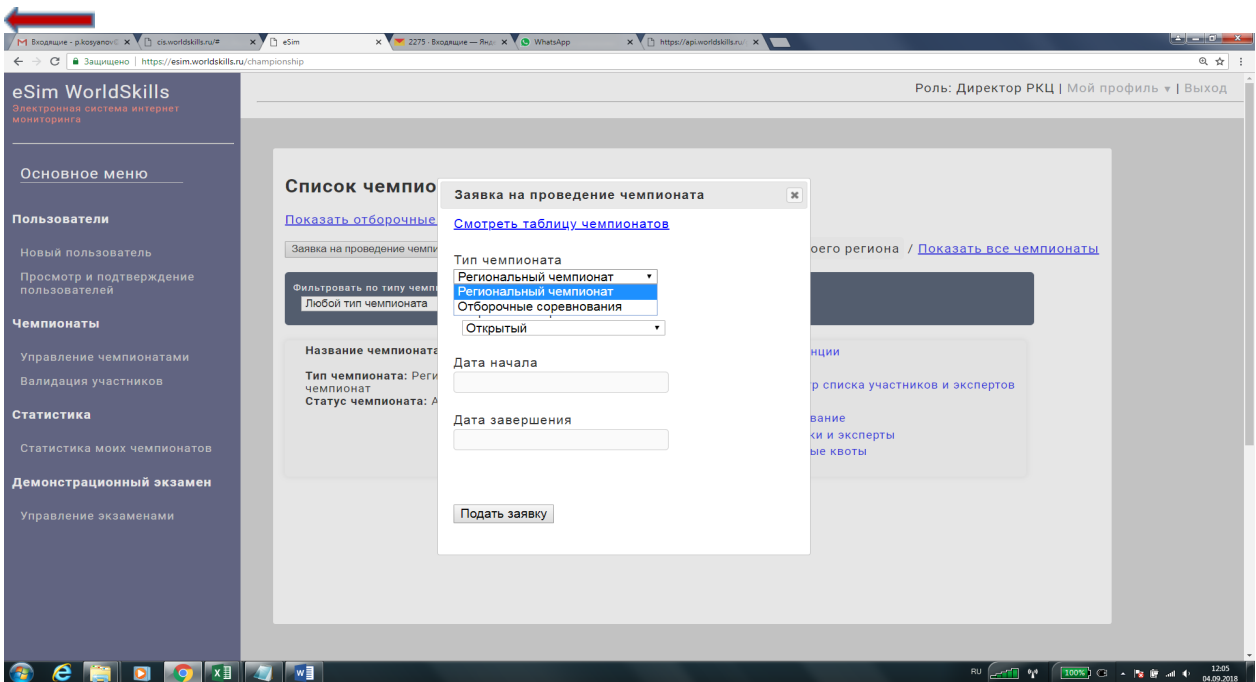 Входящие - p.kosyanov@
cis.worldskills.ru/#
eSim
2275 · Входящие — Янд
WhatsApp
https://api.worldskills.ru/
Защищено | https://esim.worldskills.ru/championship
eSim WorldSkills
Электронная система интернет
мониторинга
Роль: Директор РКЦ | Мой профиль ▾ | Выход
Основное меню
Пользователи
Новый пользователь
Просмотр и подтверждение
пользователей
Чемпионаты
Управление чемпионатами
Валидация участников
Статистика
Статистика моих чемпионатов
Демонстрационный экзамен
Управление экзаменами
Список чемпио
Показать отборочные
Заявка на проведение чемпи
оего региона / Показать все чемпионаты
Фильтровать по типу чемпи
Любой тип чемпионата
Название чемпионата
Тип чемпионата: Реги
чемпионат
Статус чемпионата: А
нции
р списка участников и экспертов
вание
ки и эксперты
ые квоты
Заявка на проведение чемпионата
Смотреть таблицу чемпионатов
Тип чемпионата
Региональный чемпионат
Региональный чемпионат
Отборочные соревнования
Открытый
Дата начала
Дата завершения
Подать заявку
RU
100%
12:05
04.09.2018